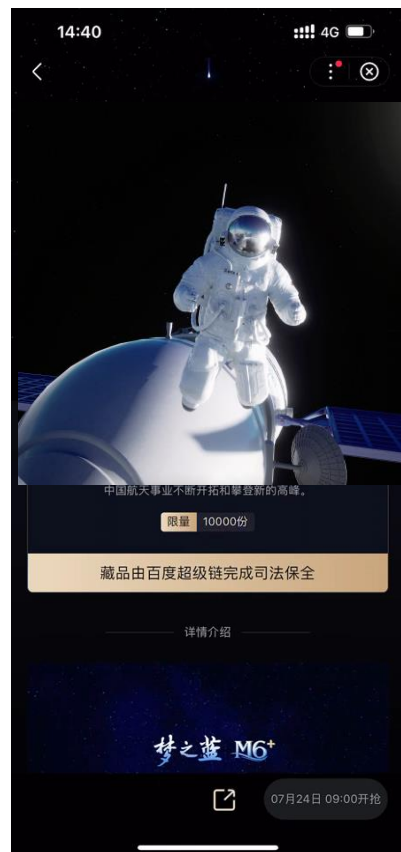 14:40
4G
中国航天事业不断开拓和攀登新的高峰。
限量 10000份
藏品由百度超级链完成司法保全
详情介绍
梦之蓝 M6+
07月24日 09:00开抢